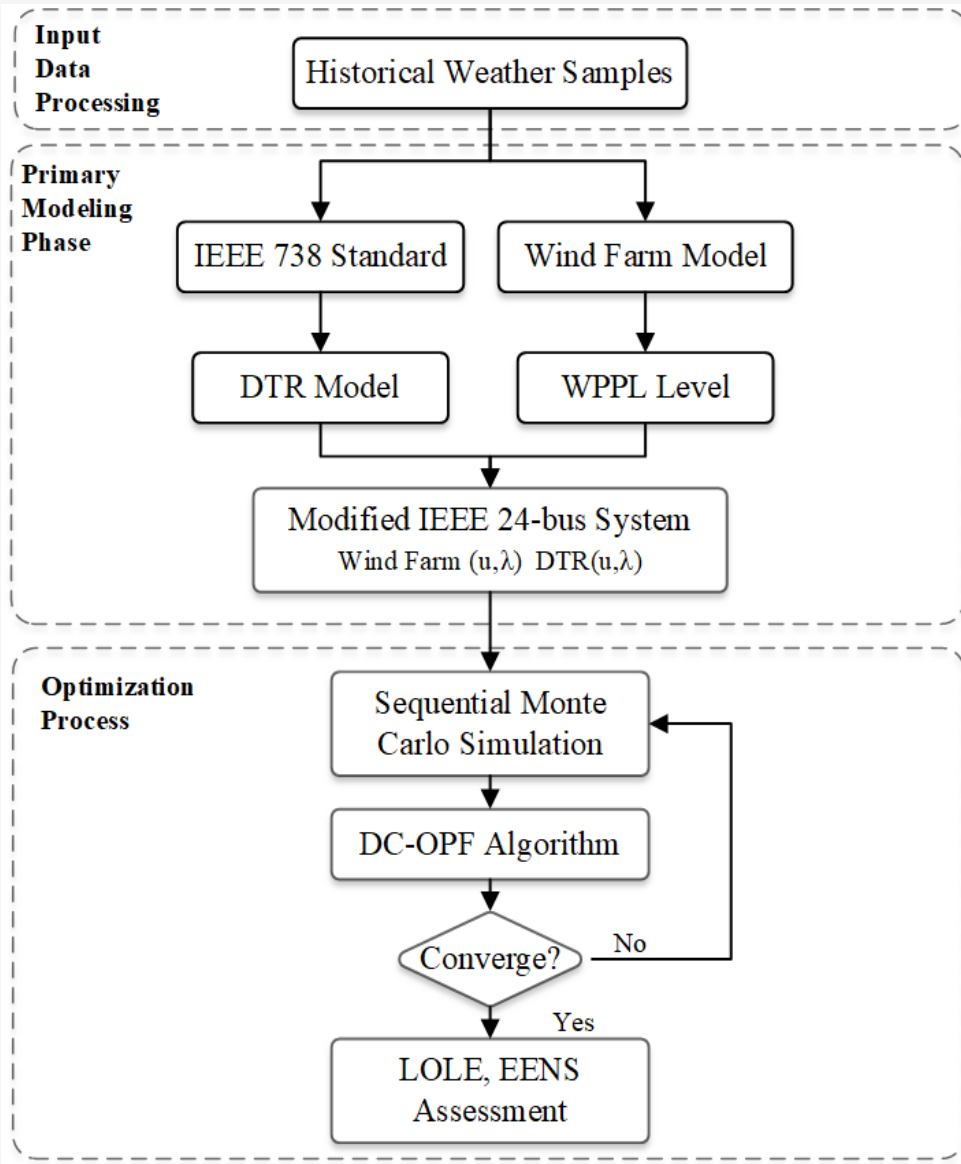 Input
Data
Processing
Historical Weather Samples
Primary
Modeling
Phase
IEEE 738 Standard
Wind Farm Model
DTR Model
WPPL Level
Modified IEEE 24-bus System
Wind Farm (u,λ) DTR(u,λ)
Optimization
Process
Sequential Monte
Carlo Simulation
DC-OPF Algorithm
Converge?
No
Yes
LOLE, EENS
Assessment